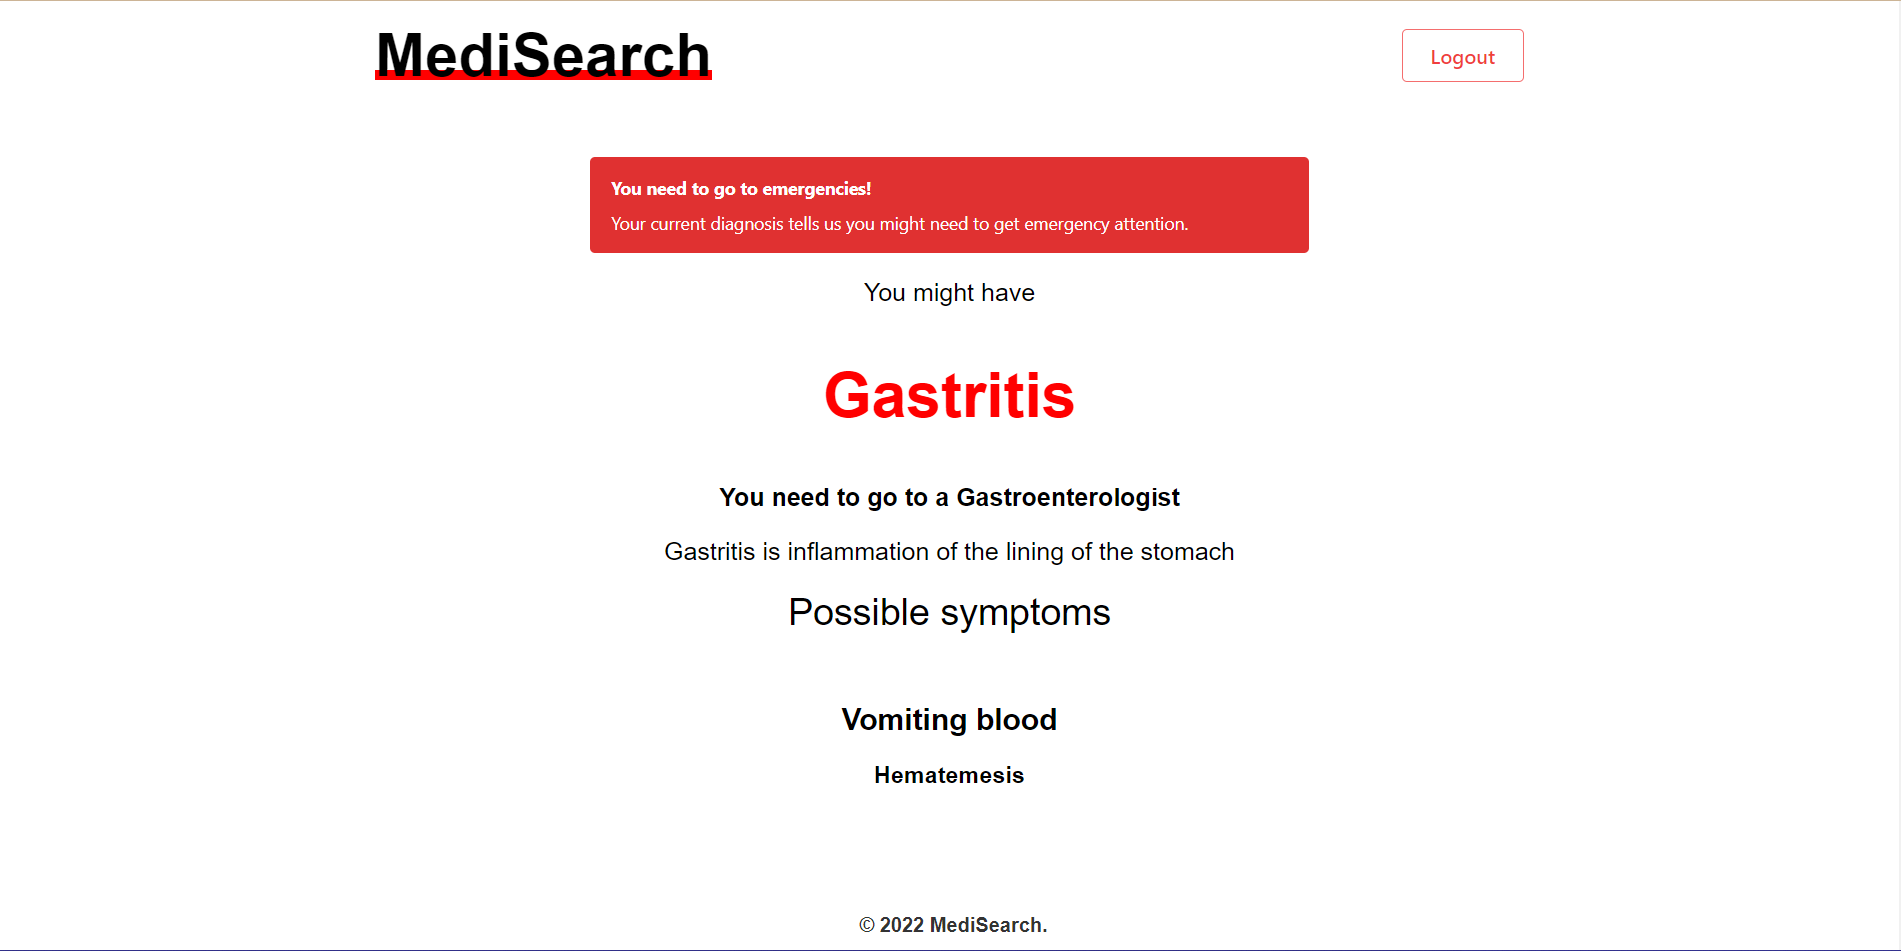 MediSearch
Logout
You need to go to emergencies!
Your current diagnosis tells us you might need to get emergency attention.
You might have
Gastritis
You need to go to a Gastroenterologist
Gastritis is inflammation of the lining of the stomach
Possible symptoms
Vomiting blood
Hematemesis
© 2022 MediSearch.